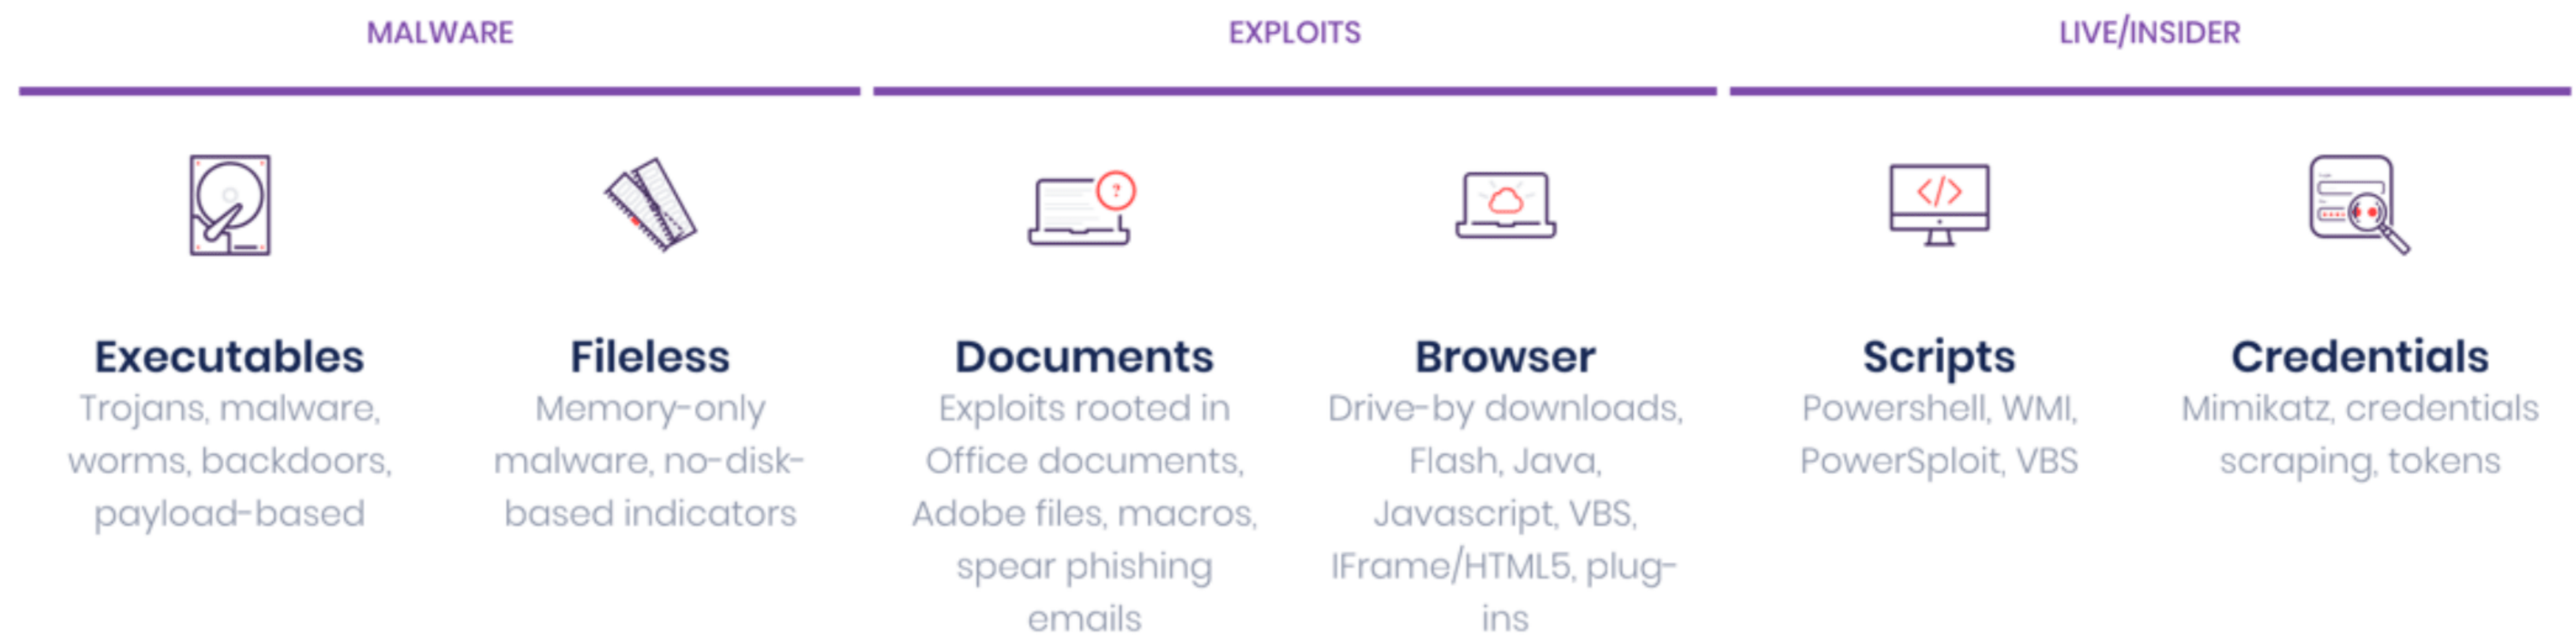 MALWARE
EXPLOITS
LIVE/INSIDER
Executables
Trojans, malware,
worms, backdoors,
payload-based
Fileless
Memory-only
malware, no-disk-
based indicators
?
Documents
Exploits rooted in
Office documents,
Adobe files, macros,
spear phishing
emails
Browser
Drive-by downloads,
Flash, Java,
Javascript, VBS,
IFrame/HTML5, plug-
ins
</>
Scripts
Powershell, WMI,
PowerSploit, VBS
Credentials
Mimikatz, credentials
scraping, tokens